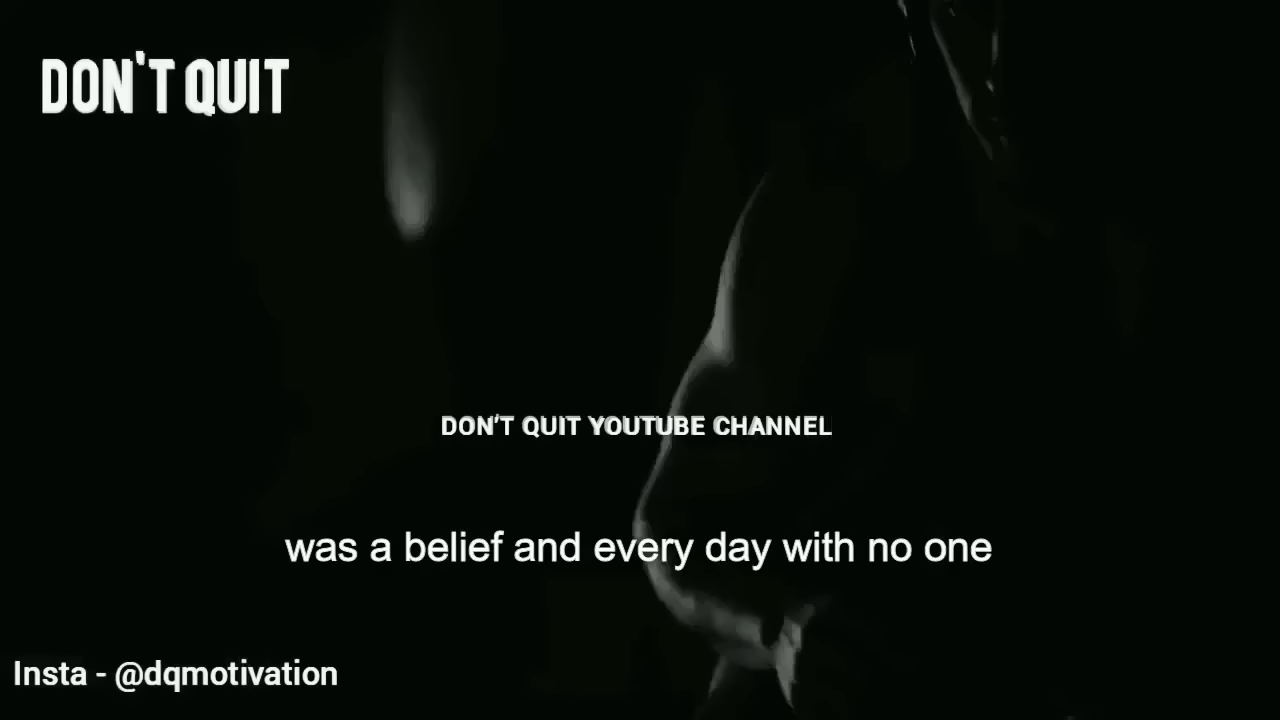 DON'T QUIT
DON'T QUIT YOUTUBE CHANNEL
was a belief and every day with no one
Insta - @dqmotivation